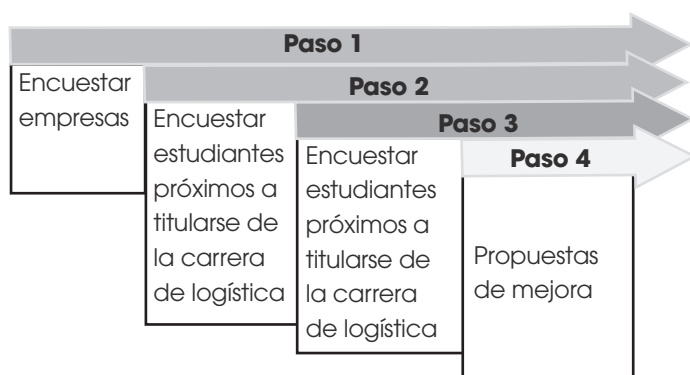 Paso 1
Encuestar
empresas
Paso 2
Encuestar
estudiantes
próximos a
titularse de
la carrera
de logística
Paso 3
Encuestar
estudiantes
próximos a
titularse de
la carrera
de logística
Paso 4
Propuestas
de mejora